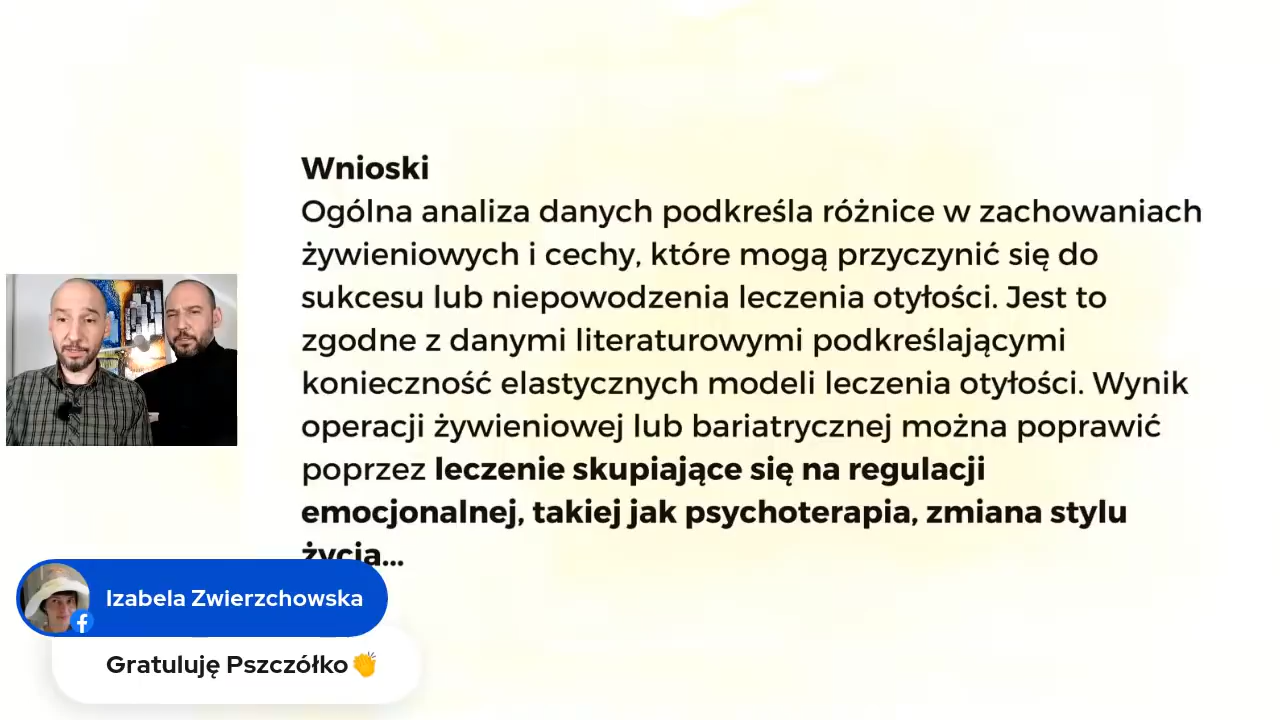 Wnioski
Ogólna analiza danych podkreśla różnice w zachowaniach
żywieniowych i cechy, które mogą przyczynić się do
sukcesu lub niepowodzenia leczenia otyłości. Jest to
zgodne z danymi literaturowymi podkreślającymi
konieczność elastycznych modeli leczenia otyłości. Wynik
operacji żywieniowej lub bariatrycznej można poprawić
poprzez leczenie skupiające się na regulacji
emocjonalnej, takiej jak psychoterapia, zmiana stylu
życia...
Izabela Zwierzchowska
Gratuluję Pszczółko👏